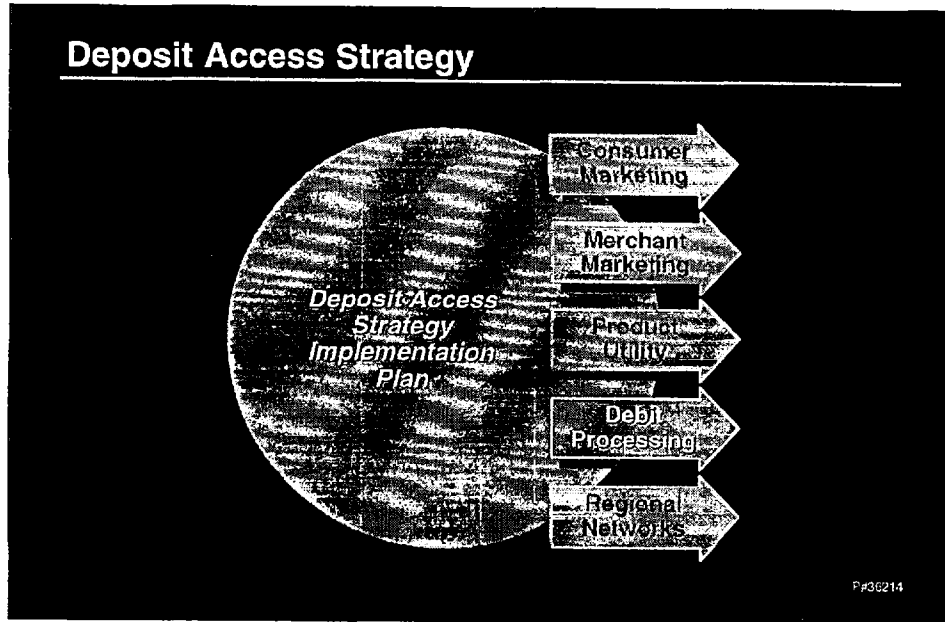 Deposit Access Strategy
Consumer
Marketing
Merchant
Marketing
Deposit Access
Strategy
Implementation
Plan
Product
Utility
Debit
Processing
Regional
Networks
P#36214